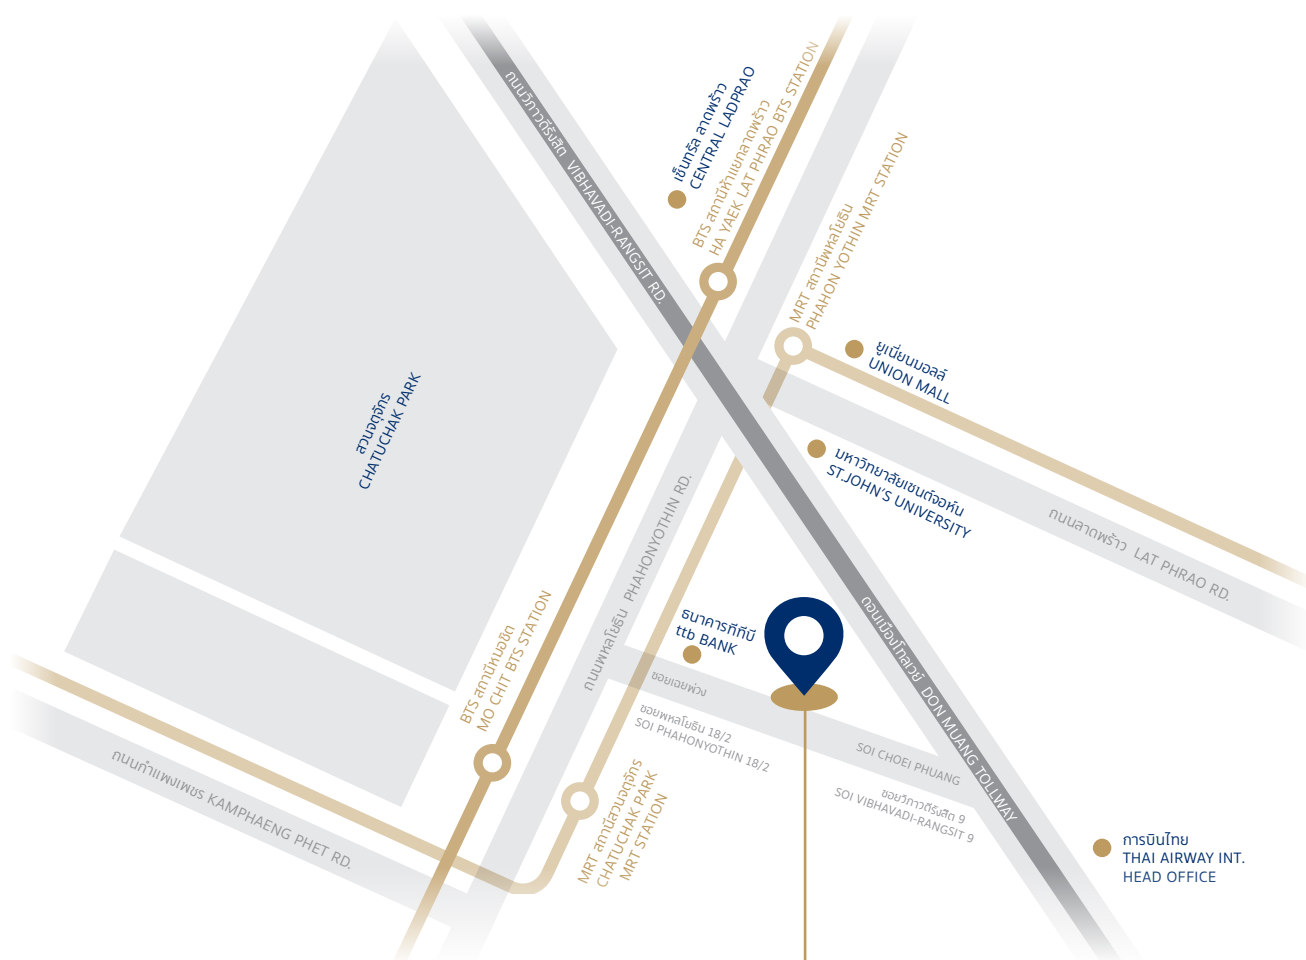 ถนนวิภาวดีรังสิต VIBHAVADI-RANGSIT RD.
เซ็นทรัล ลาดพร้าว
CENTRAL LADPRAO
BTS สถานีห้าแยกลาดพร้าว
HA YAEK LAT PHRAO BTS STATION
MRT สถานีพหลโยธิน
PHAHON YOTHIN MRT STATION
ยูเนี่ยนมอลล์
UNION MALL
สวนจตุจักร
CHATUCHAK PARK
มหาวิทยาลัยเซนต์จอห์น
ST.JOHN'S UNIVERSITY
ถนนลาดพร้าว LAT PHRAO RD.
ถนนพหลโยธิน PHAHONYOTHIN RD.
ธนาคารทีทีบี
ttb BANK
ดอนเมืองโทลเวย์ DON MUANG TOLLWAY
BTS สถานีหมอชิต
MO CHIT BTS STATION
ซอยเฉยพ่วง
ซอยพหลโยธิน 18/2
SOI PHAHONYOTHIN 18/2
SOI CHOEI PHUANG
ซอยวิภาวดีรังสิต 9
SOI VIBHAVADI-RANGSIT 9
ถนนกำแพงเพชร KAMPHAENG PHET RD.
MRT สถานีสวนจตุจักร
CHATUCHAK PARK
MRT STATION
การบินไทย
THAI AIRWAY INT.
HEAD OFFICE